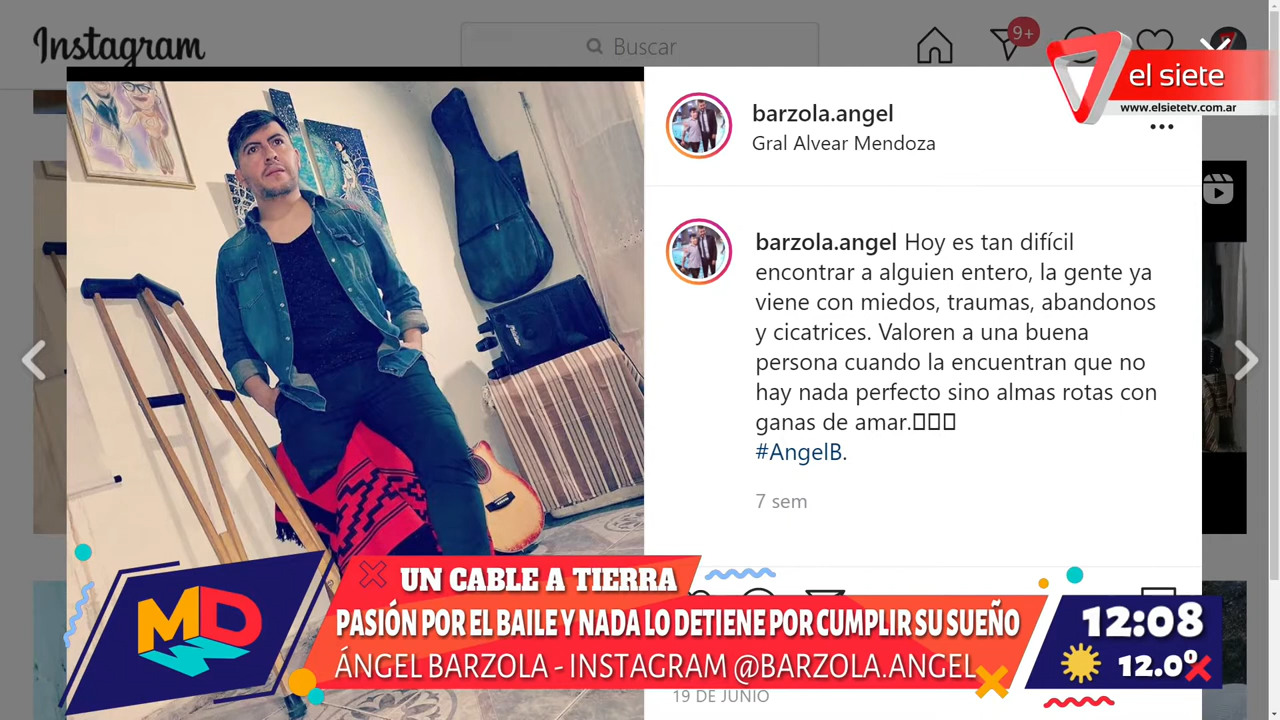 Instagram
Buscar
9+
el siete
www.elsietetv.com.ar
barzola.angel
Gral Alvear Mendoza
barzola.angel Hoy es tan difícil
encontrar a alguien entero, la gente ya
viene con miedos, traumas, abandonos
y cicatrices. Valoren a una buena
persona cuando la encuentran que no
hay nada perfecto sino almas rotas con
ganas de amar.
#AngelB.
7 sem
MD
UN CABLE A TIERRA
PASIÓN POR EL BAILE Y NADA LO DETIENE POR CUMPLIR SU SUEÑO
ÁNGEL BARZOLA - INSTAGRAM @BARZOLA.ANGEL
12:08
12.0º
19 DE JUNIO